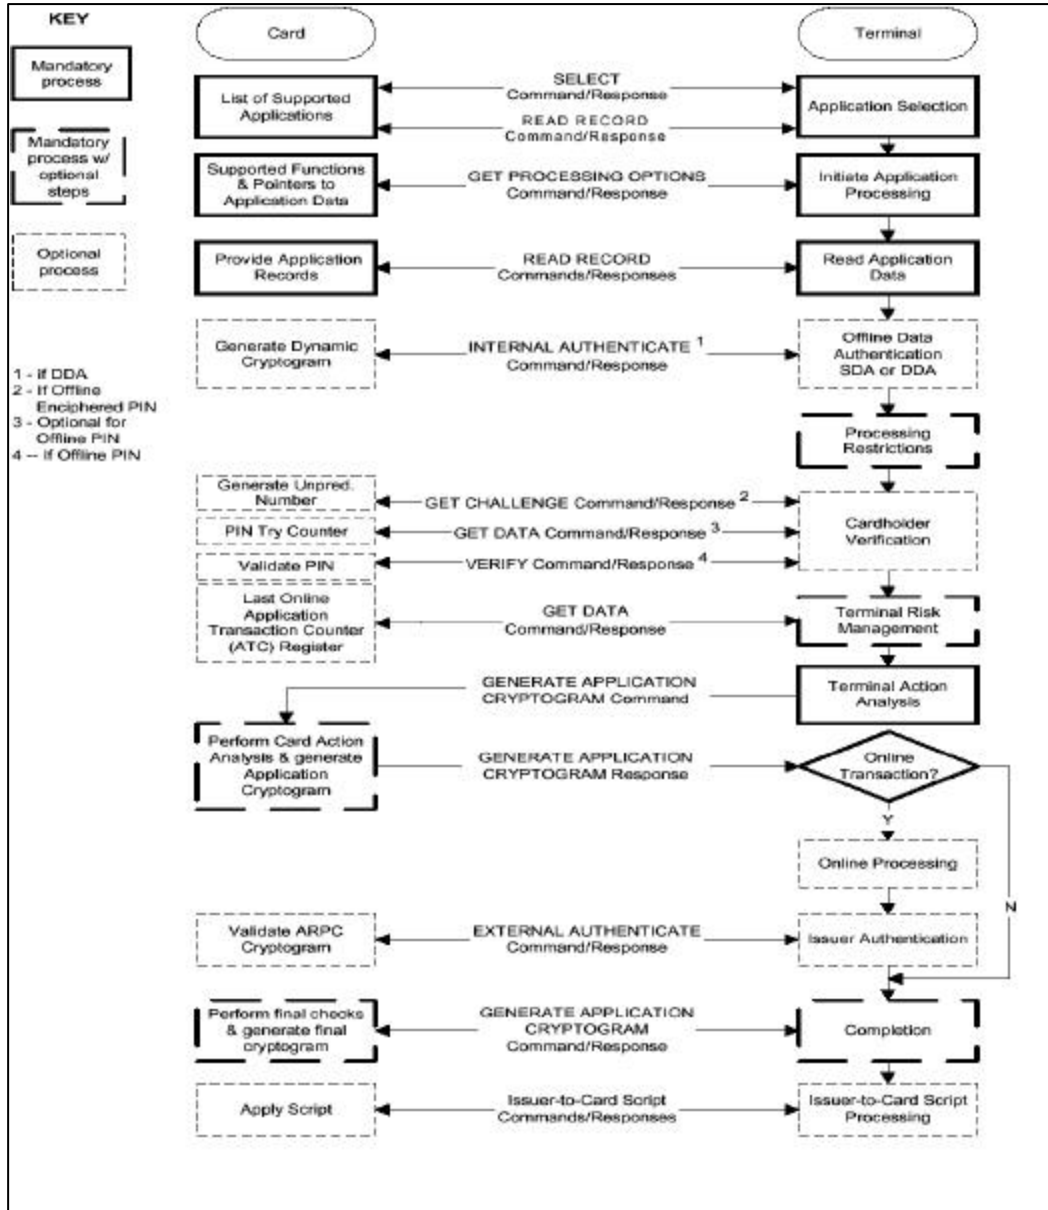 KEY
Mandatory
process
Mandatory
process w/
optional
steps
Optional
process
1 - if DDA
2 - If Offline
Enciphered PIN
3 - Optional for
Offline PIN
4 -- If Offline PIN
Card
Terminal
List of Supported
Applications
SELECT
Command/Response
READ RECORD
Command/Response
Application Selection
Supported Functions
& Pointers to
Application Data
GET PROCESSING OPTIONS
Command/Response
Initiate Application
Processing
Provide Application
Records
READ RECORD
Commands/Responses
Read Application
Data
Generate Dynamic
Cryptogram
INTERNAL AUTHENTICATE 1
Command/Response
Offline Data
Authentication
SDA or DDA
Processing
Restrictions
Generate Unpred.
Number
GET CHALLENGE Command/Response 2
PIN Try Counter
GET DATA Command/Response 3
Validate PIN
VERIFY Command/Response 4
Cardholder
Verification
Last Online
Application
Transaction Counter
(ATC) Register
GET DATA
Command/Response
Terminal Risk
Management
GENERATE APPLICATION
CRYPTOGRAM Command
Terminal Action
Analysis
Perform Card Action
Analysis & generate
Application
Cryptogram
GENERATE APPLICATION
CRYPTOGRAM Response
Online
Transaction?
Y
N
Online Processing
Validate ARPC
Cryptogram
EXTERNAL AUTHENTICATE
Command/Response
Issuer Authentication
Perform final checks
& generate final
cryptogram
GENERATE APPLICATION
CRYPTOGRAM
Command/Response
Completion
Apply Script
Issuer-to-Card Script
Commands/Responses
Issuer-to-Card Script
Processing